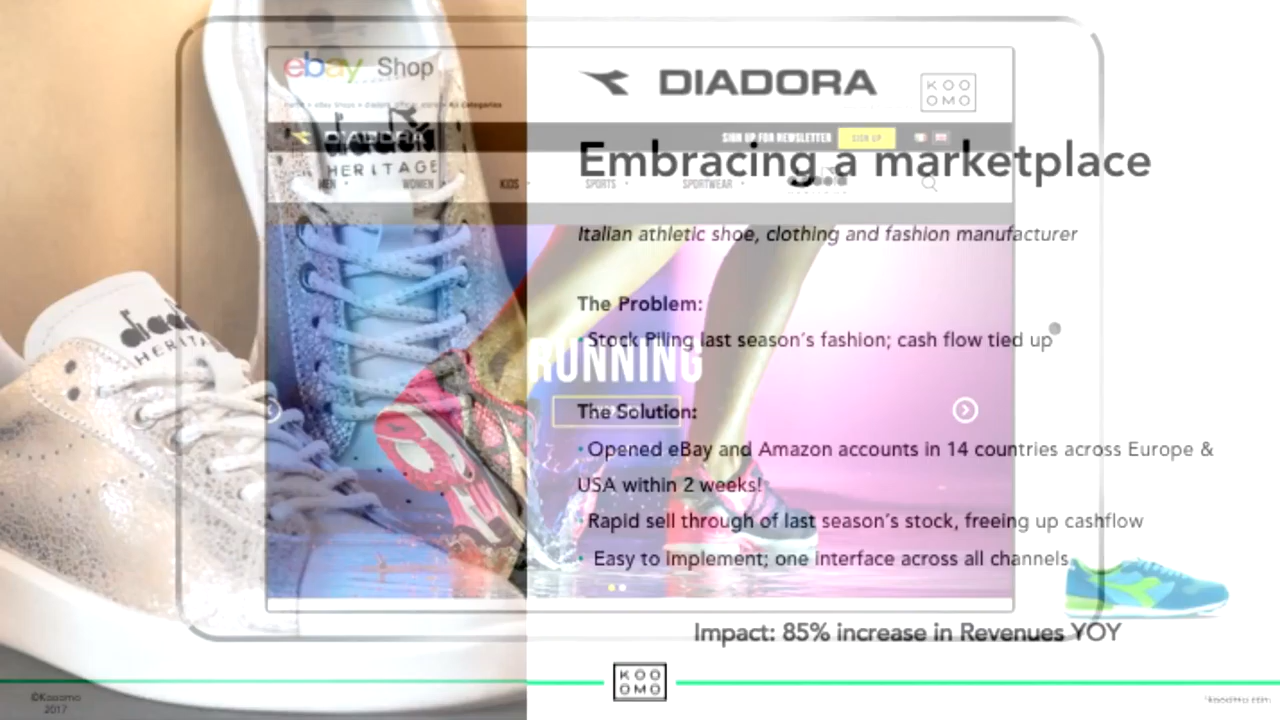 ebay Shop
DIADORA
KOO
OMO
DIADORA
SIGN UP FOR NEWSLETTER
SIGN UP
diadora
HERITAGE
Embracing a marketplace
MEN
WOMEN
KIDS
SPORTS
SPORTWEAR
Italian athletic shoe, clothing and fashion manufacturer
The Problem:
• Stock Piling last season's fashion; cash flow tied up
RUNNING
The Solution:
• Opened eBay and Amazon accounts in 14 countries across Europe &
USA within 2 weeks!
• Rapid sell through of last season's stock, freeing up cashflow
• Easy to Implement; one interface across all channels
Impact: 85% increase in Revenues YOY
KOO
OMO
©Kooomo
2017